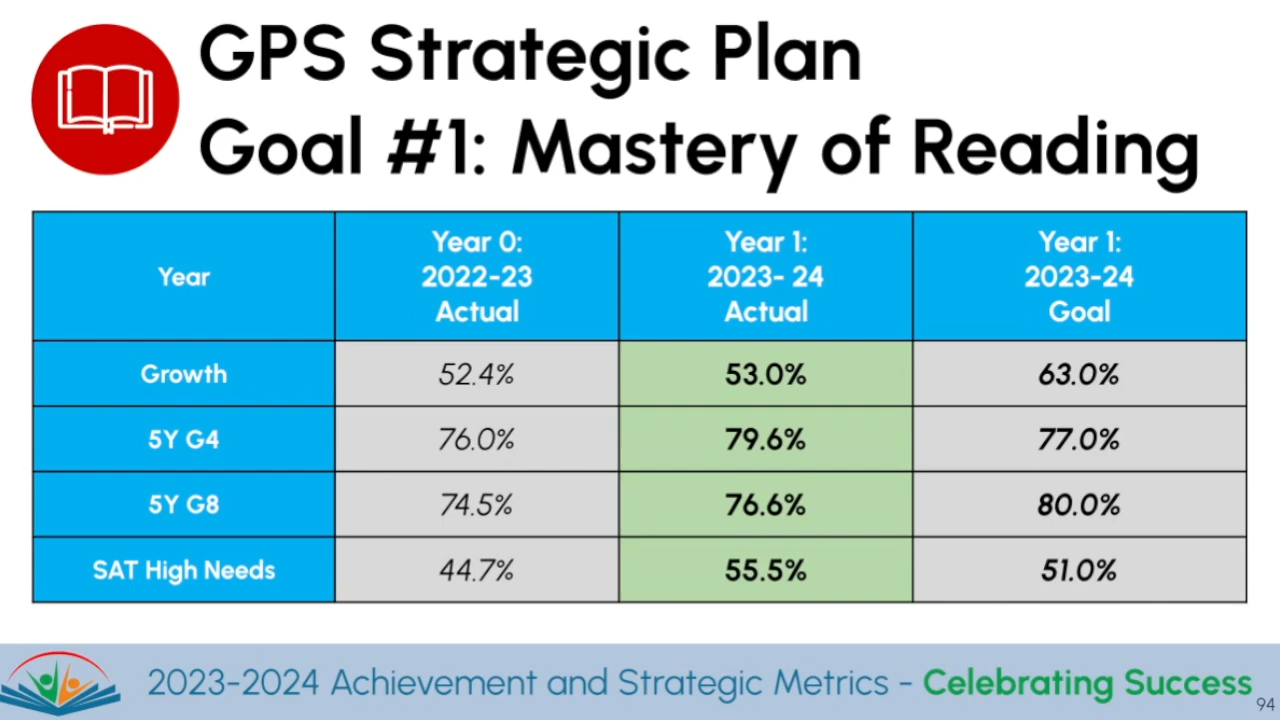 GPS Strategic Plan
Goal #1: Mastery of Reading
Year
Year 0:
2022-23
Actual
Year 1:
2023- 24
Actual
Year 1:
2023-24
Goal
Growth 52.4% 53.0% 63.0%
5Y G4 76.0% 79.6% 77.0%
5Y G8 74.5% 76.6% 80.0%
SAT High Needs 44.7% 55.5% 51.0%
2023-2024 Achievement and Strategic Metrics - Celebrating Success
94